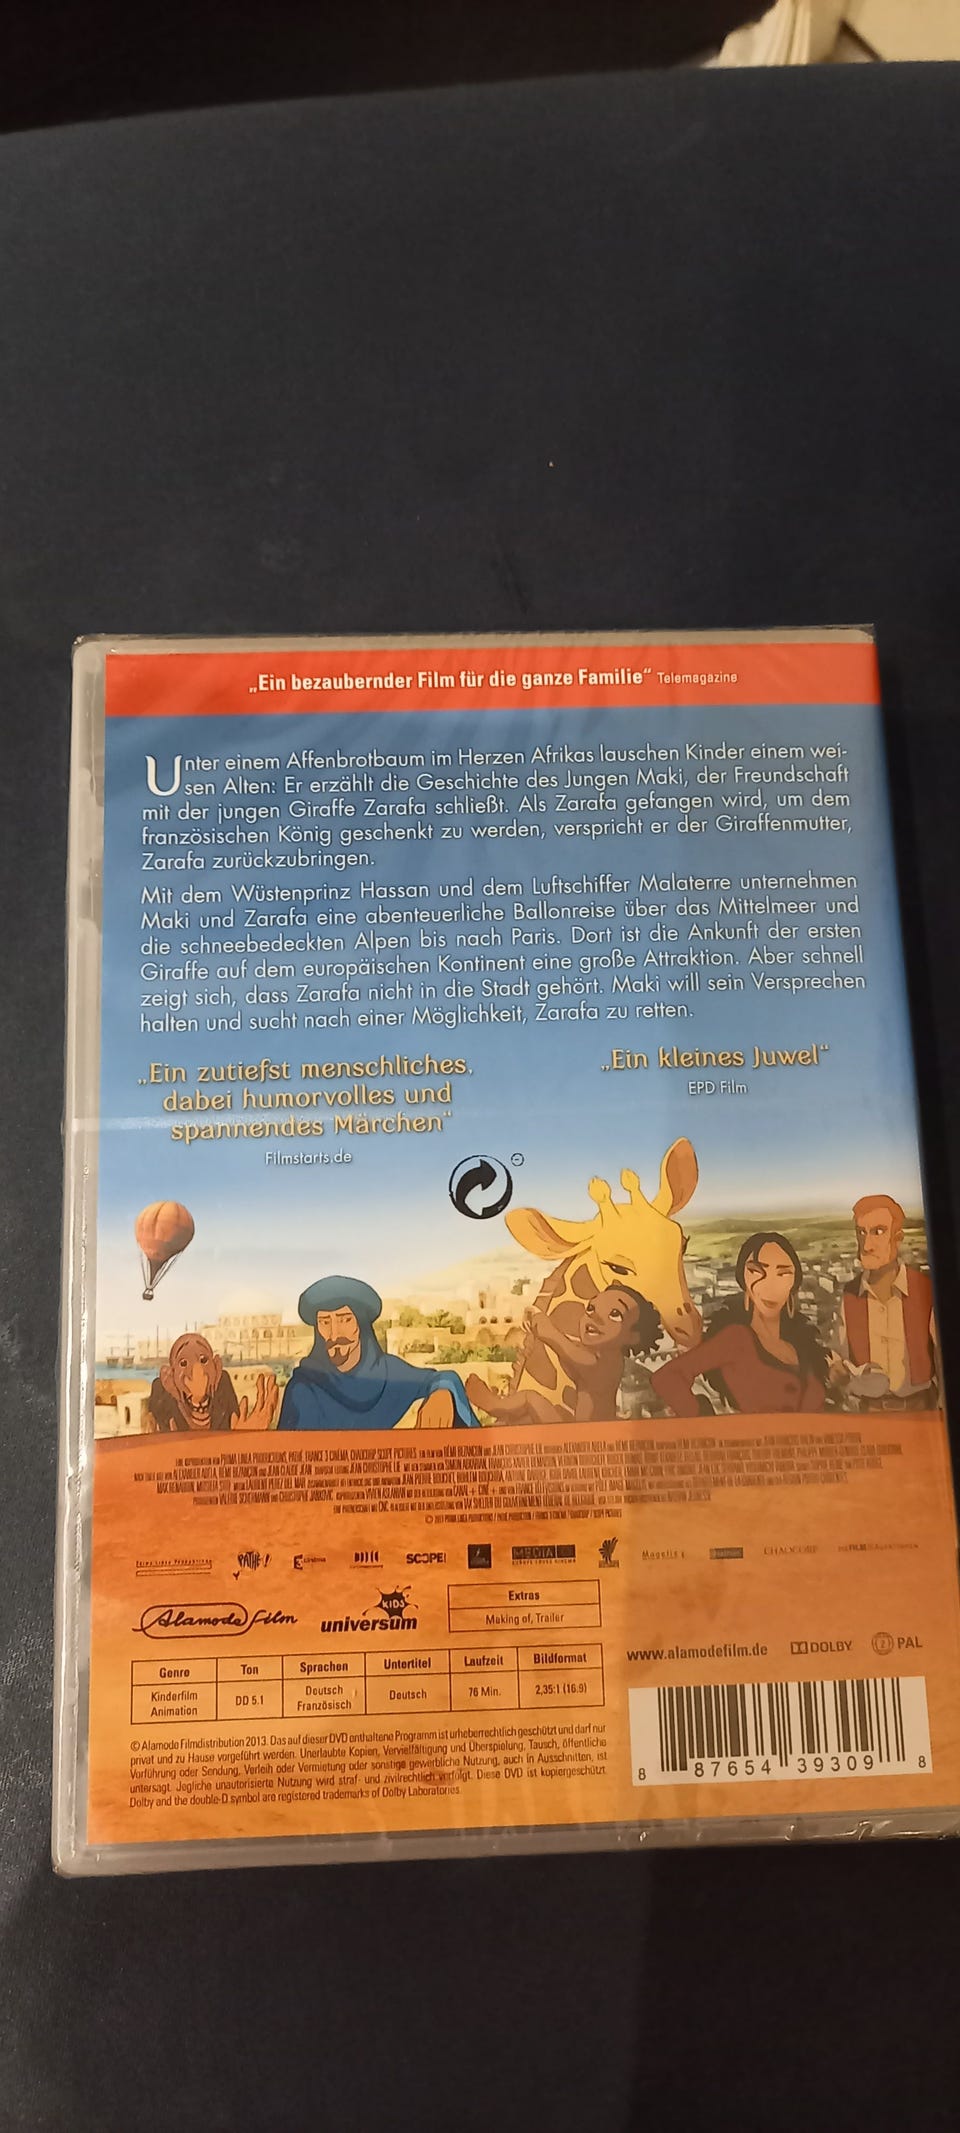 „Ein bezaubernder Film für die ganze Familie“ Telemagazine
Unter einem Affenbrotbaum im Herzen Afrikas lauschen Kinder einem wei-
sen Alten: Er erzählt die Geschichte des Jungen Maki, der Freundschaft
mit der jungen Giraffe Zarafa schließt. Als Zarafa gefangen wird, um dem
französischen König geschenkt zu werden, verspricht er der Giraffenmutter,
Zarafa zurückzubringen.
Mit dem Wüstenprinz Hassan und dem Luftschiffer Malaterre unternehmen
Maki und Zarafa eine abenteuerliche Ballonreise über das Mittelmeer und
die schneebedeckten Alpen bis nach Paris. Dort ist die Ankunft der ersten
Giraffe auf dem europäischen Kontinent eine große Attraktion. Aber schnell
zeigt sich, dass Zarafa nicht in die Stadt gehört. Maki will sein Versprechen
halten und sucht nach einer Möglichkeit, Zarafa zu retten.
„Ein zutiefst menschliches,
dabei humorvolles und
spannendes Märchen“
Filmstarts.de
„Ein kleines Juwel“
EPD Film
PATHE!
SCOPE
MEDIA
Alamode Film
KIDS
universum
Extras
Making of, Trailer
www.alamodefilm.de DOLBY 2 PAL
Genre Ton Sprachen Untertitel Laufzeit Bildformat
Kinderfilm Animation DD 5.1 Deutsch Französisch Deutsch 76 Min. 2,35:1 (16:9)
© Alamode Filmdistribution 2013. Das auf dieser DVD enthaltene Programm ist urheberrechtlich geschützt und darf nur
privat und zu Hause vorgeführt werden. Unerlaubte Kopien, Vervielfältigung und Überspielung, Tausch, öffentliche
Vorführung oder Sendung, Verleih oder Vermietung oder sonstige gewerbliche Nutzung, auch in Ausschnitten, ist
untersagt. Jegliche unautorisierte Nutzung wird straf- und zivilrechtlich verfolgt. Diese DVD ist kopiergeschützt.
Dolby and the double-D symbol are registered trademarks of Dolby Laboratories.
8 87654 39309 8